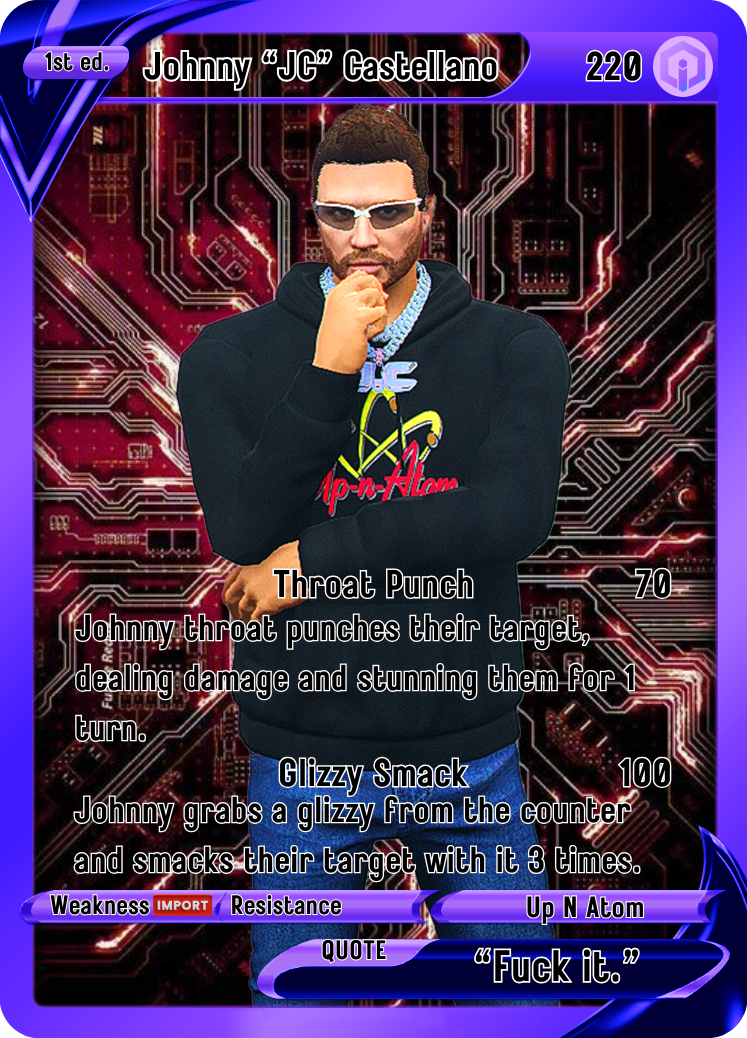 1st ed.
Johnny “JC” Castellano
220
JC
Up-n-Atom
Throat Punch 70
Johnny throat punches their target,
dealing damage and stunning them for 1
turn.
Glizzy Smack 100
Johnny grabs a glizzy from the counter
and smacks their target with it 3 times.
Weakness IMPORT Resistance
Up N Atom
QUOTE
“Fuck it.”